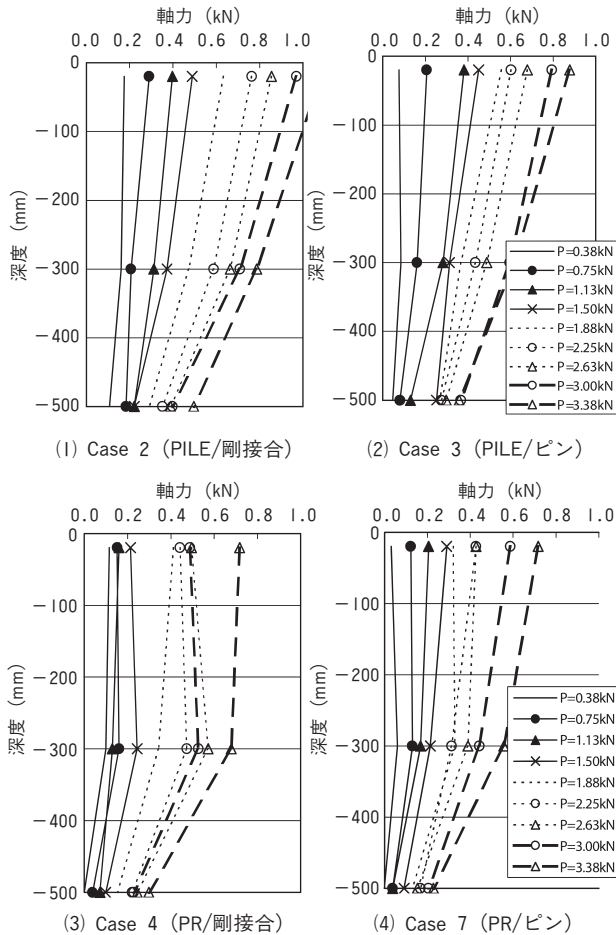 軸力（kN）
0.0 0.2 0.4 0.6 0.8 1.0
0
－100
－200
－300
－400
－500
深度（mm）
(1) Case 2（PILE/剛接合）
軸力（kN）
0.0 0.2 0.4 0.6 0.8 1.0
0
－100
－200
－300
－400
－500
深度（mm）
P=0.38kN
P=0.75kN
P=1.13kN
P=1.50kN
P=1.88kN
P=2.25kN
P=2.63kN
P=3.00kN
P=3.38kN
(2) Case 3（PILE/ピン）
軸力（kN）
0.0 0.2 0.4 0.6 0.8 1.0
0
－100
－200
－300
－400
－500
深度（mm）
(3) Case 4（PR/剛接合）
軸力（kN）
0.0 0.2 0.4 0.6 0.8 1.0
0
－100
－200
－300
－400
－500
深度（mm）
P=0.38kN
P=0.75kN
P=1.13kN
P=1.50kN
P=1.88kN
P=2.25kN
P=2.63kN
P=3.00kN
P=3.38kN
(4) Case 7（PR/ピン）